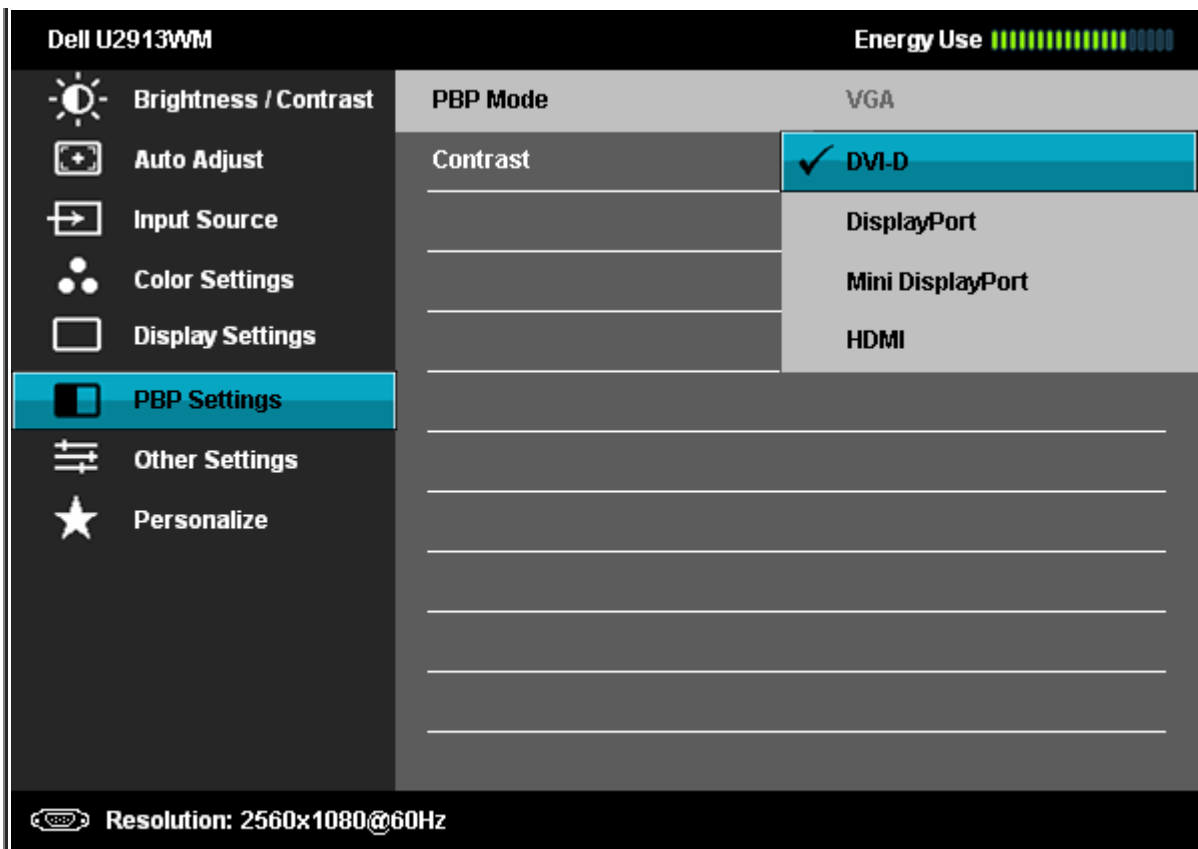 Dell U2913WM Energy Use
Brightness / Contrast PBP Mode VGA
Auto Adjust Contrast DVI-D
Input Source DisplayPort
Color Settings Mini DisplayPort
Display Settings HDMI
PBP Settings
Other Settings
Personalize
Resolution: 2560x1080@60Hz